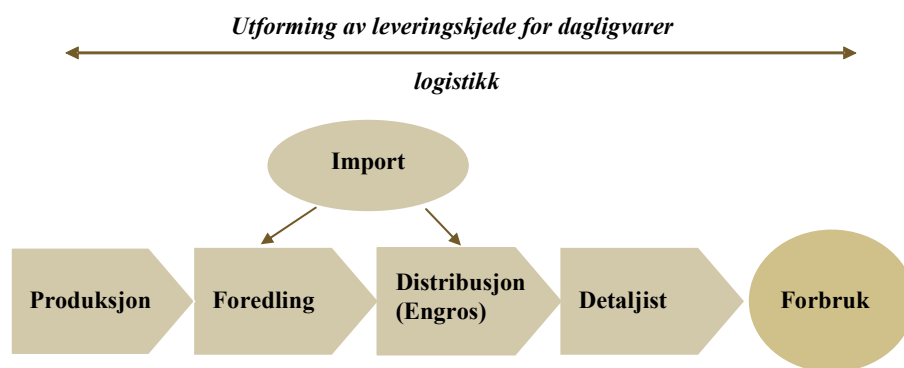 Utforming av leveringskjede for dagligvarer
logistikk
Import
Produksjon
Foredling
Distribusjon
(Engros)
Detaljist
Forbruk